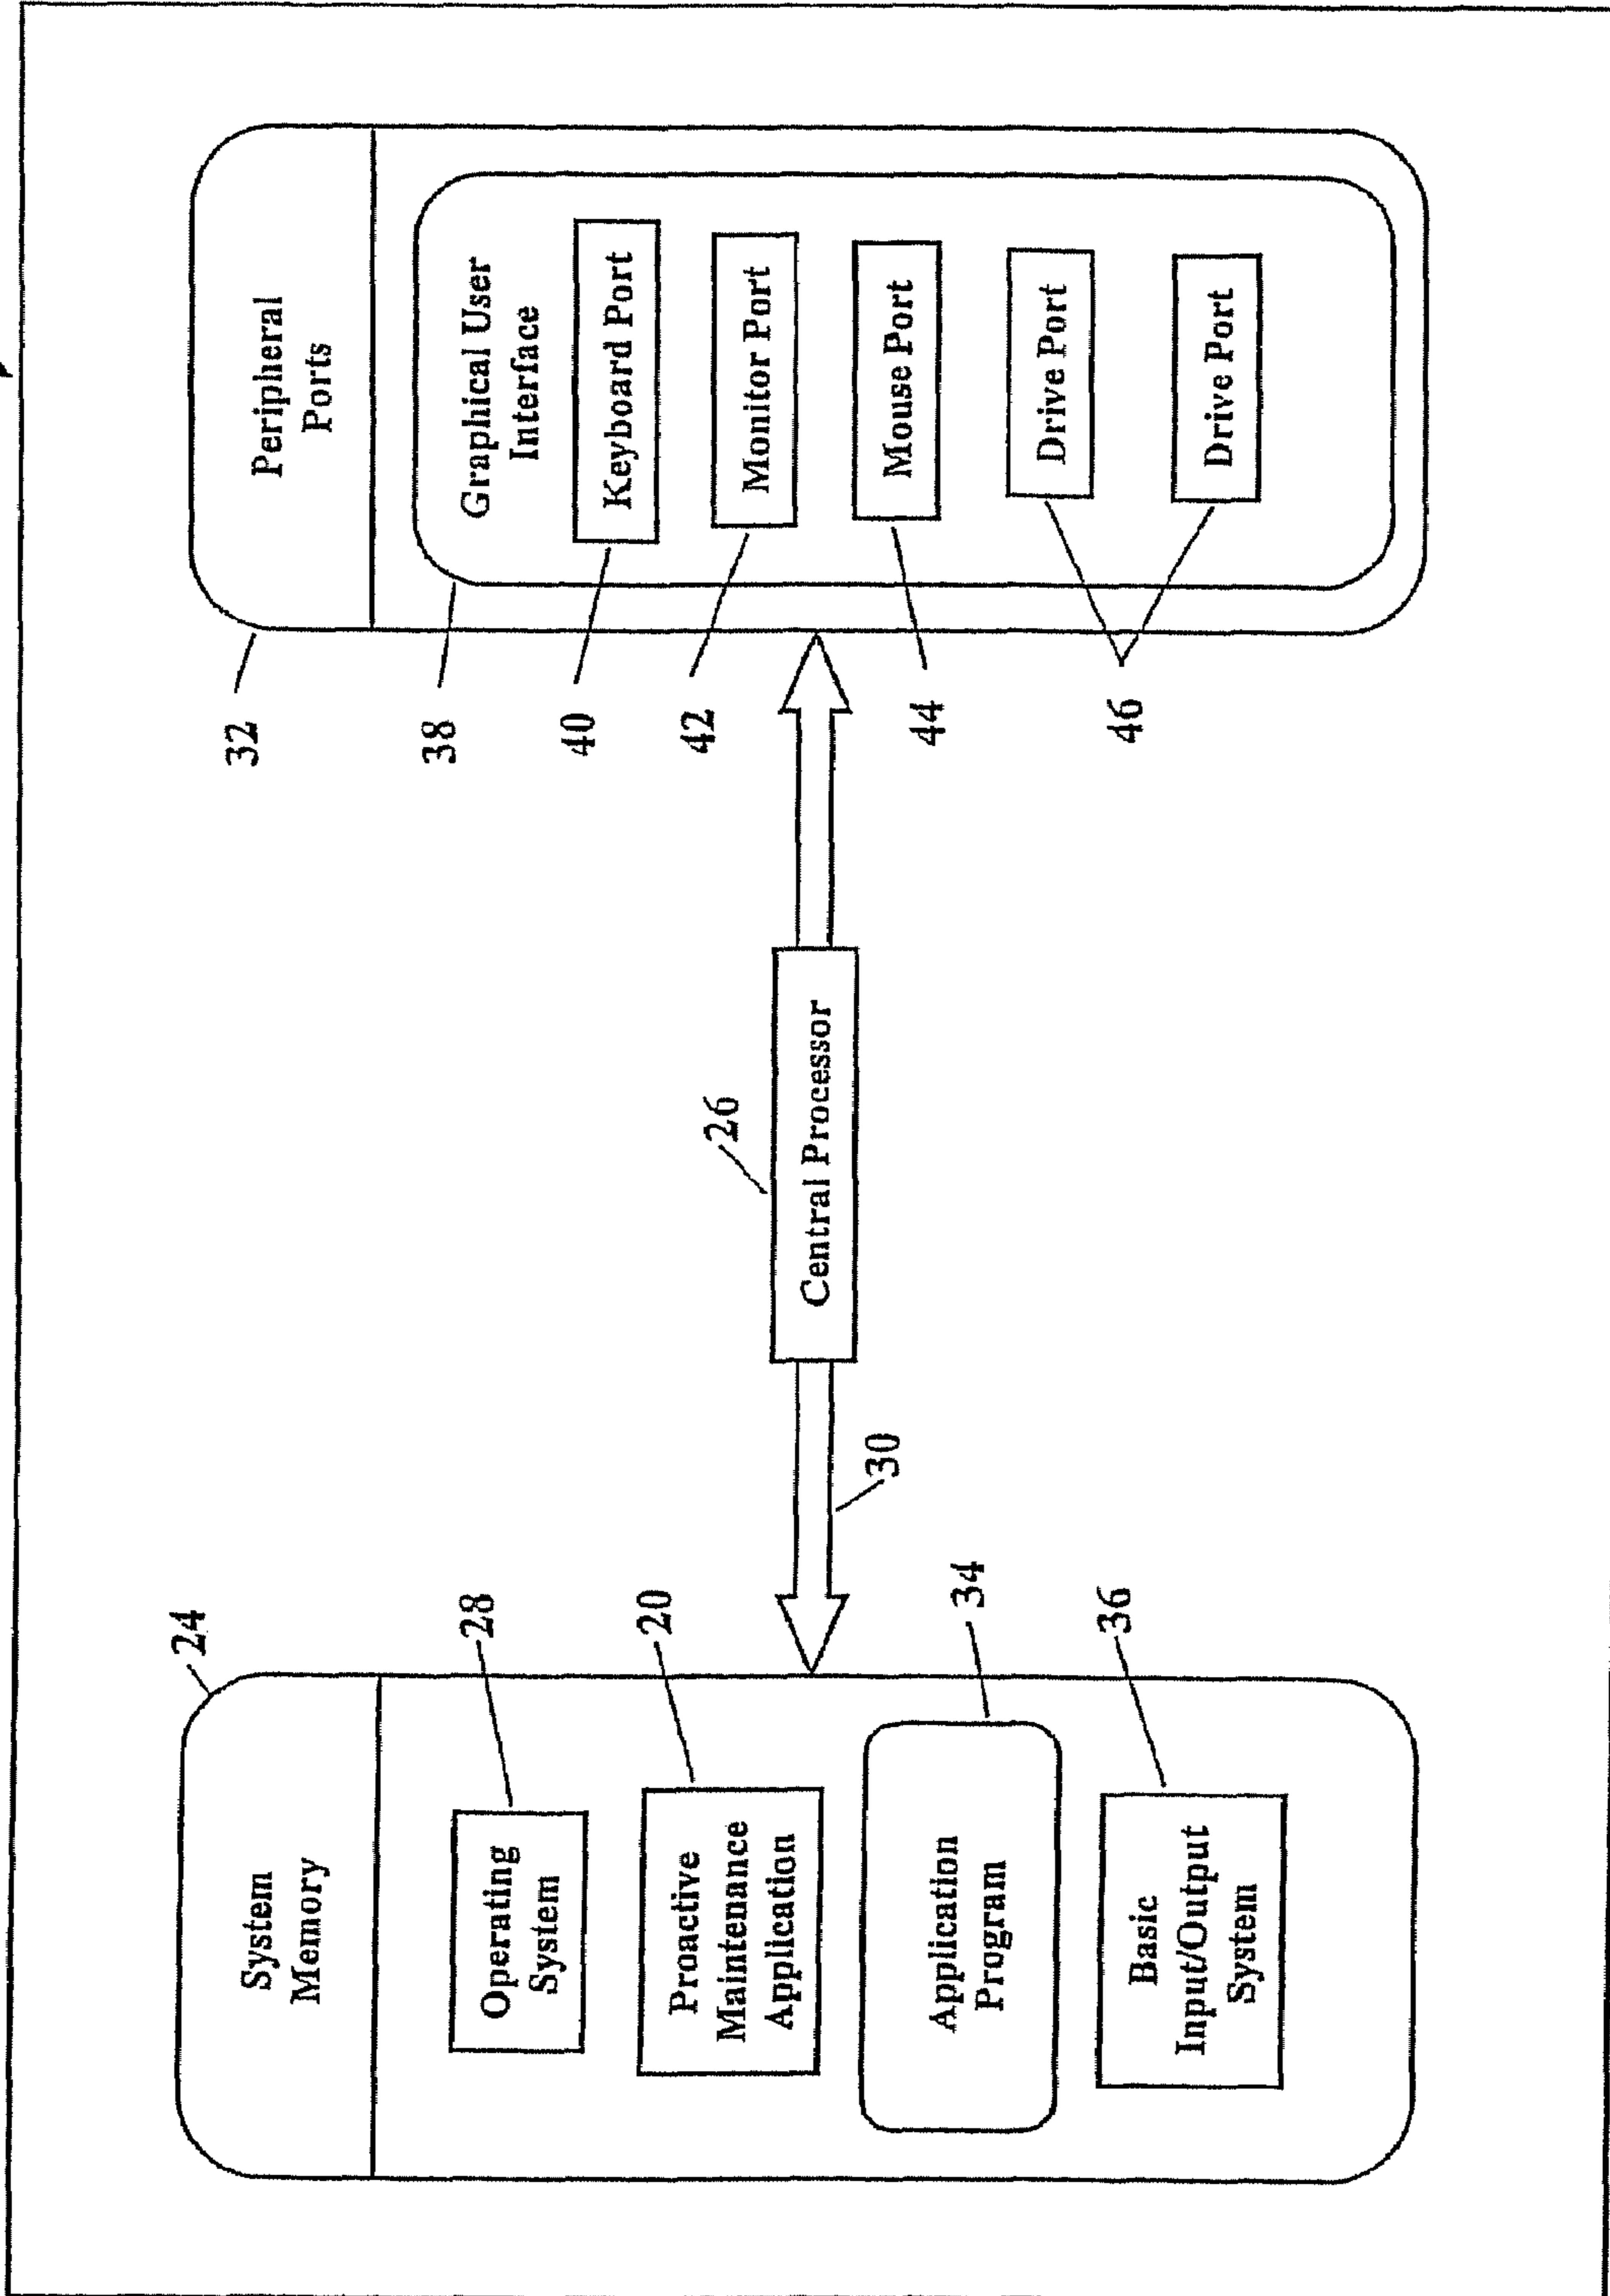 24
System
Memory
28
Operating
System
20
Proactive
Maintenance
Application
34
Application
Program
36
Basic
Input/Output
System
30
26
Central Processor
32
Peripheral
Ports
38
Graphical User
Interface
40
Keyboard Port
42
Monitor Port
44
Mouse Port
46
Drive Port
Drive Port